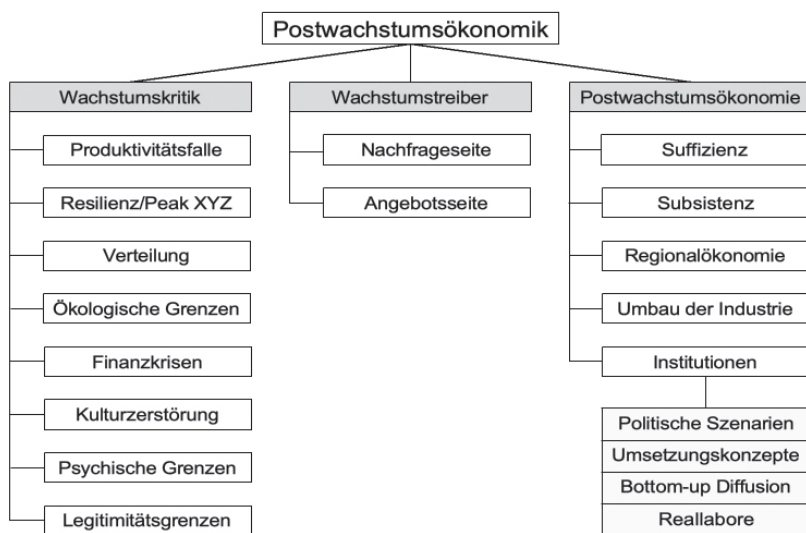 Postwachstumsökonomik
Wachstumskritik
Produktivitätsfalle
Resilienz/Peak XYZ
Verteilung
Ökologische Grenzen
Finanzkrisen
Kulturzerstörung
Psychische Grenzen
Legitimitätsgrenzen
Wachstumstreiber
Nachfrageseite
Angebotsseite
Postwachstumsökonomie
Suffizienz
Subsistenz
Regionalökonomie
Umbau der Industrie
Institutionen
Politische Szenarien
Umsetzungskonzepte
Bottom-up Diffusion
Reallabore